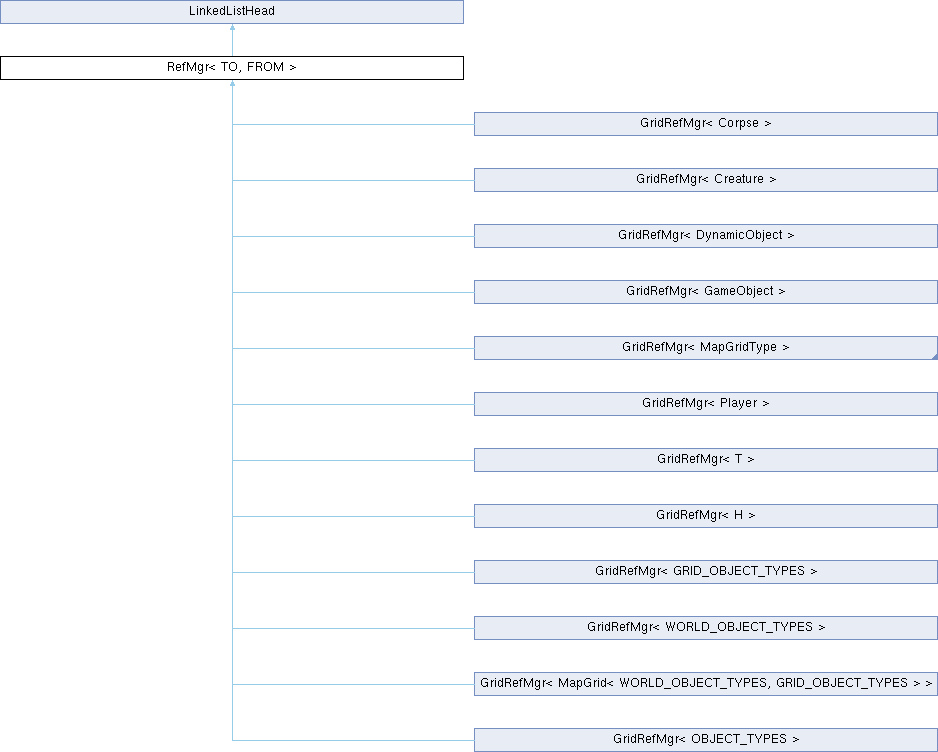 LinkedListHead
RefMgr< TO, FROM >
GridRefMgr< Corpse >
GridRefMgr< Creature >
GridRefMgr< DynamicObject >
GridRefMgr< GameObject >
GridRefMgr< MapGridType >
GridRefMgr< Player >
GridRefMgr< T >
GridRefMgr< H >
GridRefMgr< GRID_OBJECT_TYPES >
GridRefMgr< WORLD_OBJECT_TYPES >
GridRefMgr< MapGrid< WORLD_OBJECT_TYPES, GRID_OBJECT_TYPES > >
GridRefMgr< OBJECT_TYPES >